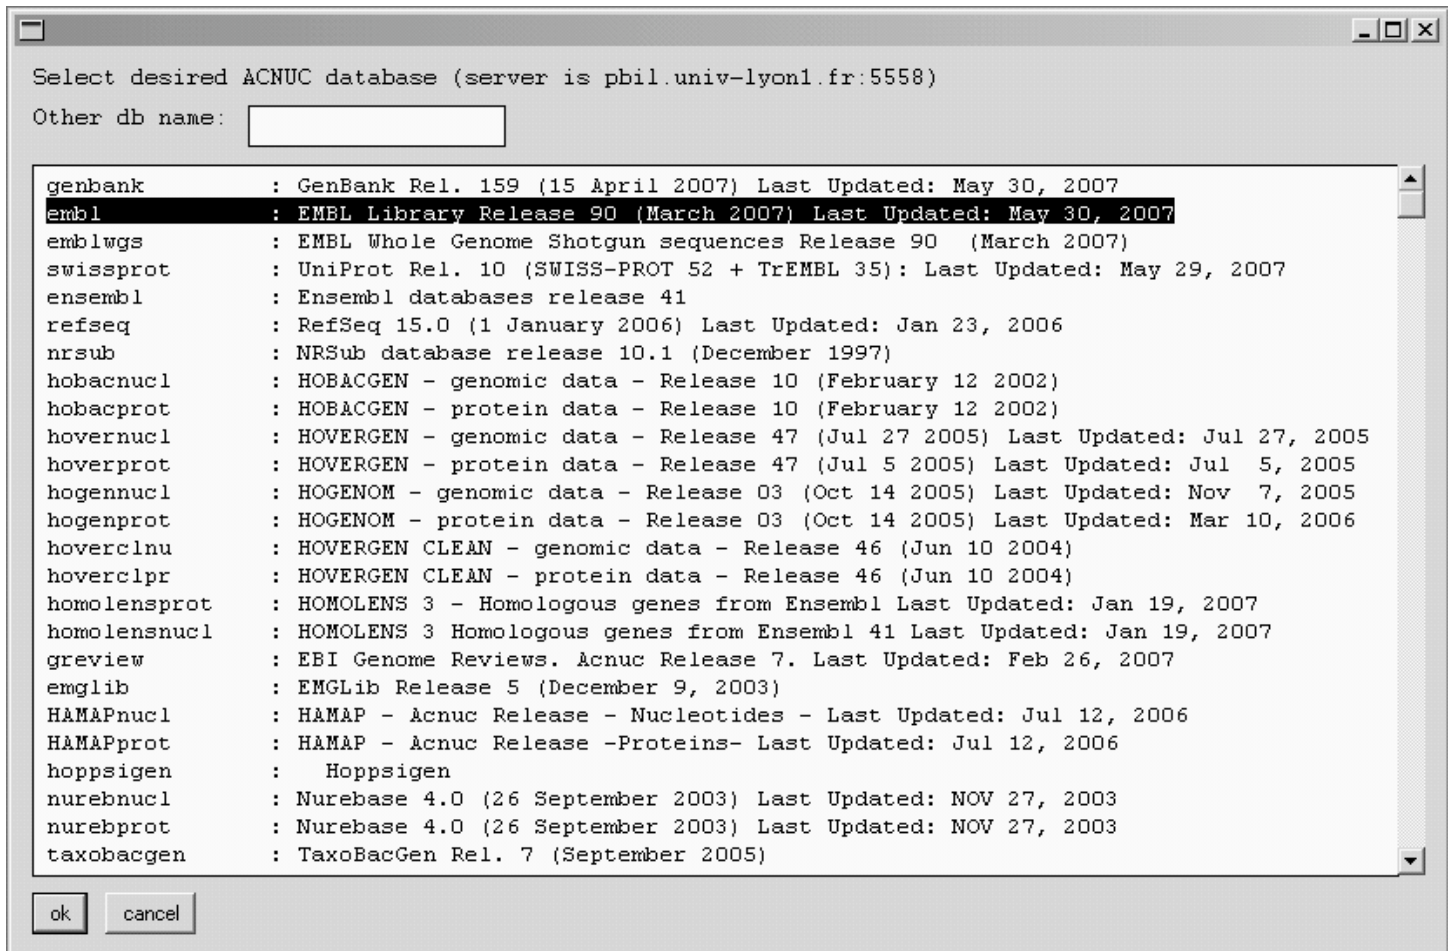 Select desired ACNUC database (server is pbil.univ-lyon1.fr:5558)
Other db name:
genbank : GenBank Rel. 159 (15 April 2007) Last Updated: May 30, 2007
embl : EMBL Library Release 90 (March 2007) Last Updated: May 30, 2007
emblwgs : EMBL Whole Genome Shotgun sequences Release 90  (March 2007)
swissprot : UniProt Rel. 10 (SWISS-PROT 52 + TrEMBL 35): Last Updated: May 29, 2007
ensembl : Ensembl databases release 41
refseq : RefSeq 15.0 (1 January 2006) Last Updated: Jan 23, 2006
nrsub : NRSub database release 10.1 (December 1997)
hobacnucl : HOBACGEN - genomic data - Release 10 (February 12 2002)
hobacprot : HOBACGEN - protein data - Release 10 (February 12 2002)
hovernucl : HOVERGEN - genomic data - Release 47 (Jul 27 2005) Last Updated: Jul 27, 2005
hoverprot : HOVERGEN - protein data - Release 47 (Jul 5 2005) Last Updated: Jul  5, 2005
hogennucl : HOGENOM - genomic data - Release 03 (Oct 14 2005) Last Updated: Nov  7, 2005
hogenprot : HOGENOM - protein data - Release 03 (Oct 14 2005) Last Updated: Mar 10, 2006
hoverclnu : HOVERGEN CLEAN - genomic data - Release 46 (Jun 10 2004)
hoverclpr : HOVERGEN CLEAN - protein data - Release 46 (Jun 10 2004)
homolensprot : HOMOLENS 3 - Homologous genes from Ensembl Last Updated: Jan 19, 2007
homolensnucl : HOMOLENS 3 Homologous genes from Ensembl 41 Last Updated: Jan 19, 2007
greview : EBI Genome Reviews. Acnuc Release 7. Last Updated: Feb 26, 2007
emglib : EMGLib Release 5 (December 9, 2003)
HAMAPnucl : HAMAP - Acnuc Release - Nucleotides - Last Updated: Jul 12, 2006
HAMAPprot : HAMAP - Acnuc Release -Proteins- Last Updated: Jul 12, 2006
hoppsigen : Hoppsigen
nurebnucl : Nurebase 4.0 (26 September 2003) Last Updated: NOV 27, 2003
nurebprot : Nurebase 4.0 (26 September 2003) Last Updated: NOV 27, 2003
taxobacgen : TaxoBacGen Rel. 7 (September 2005)
ok cancel